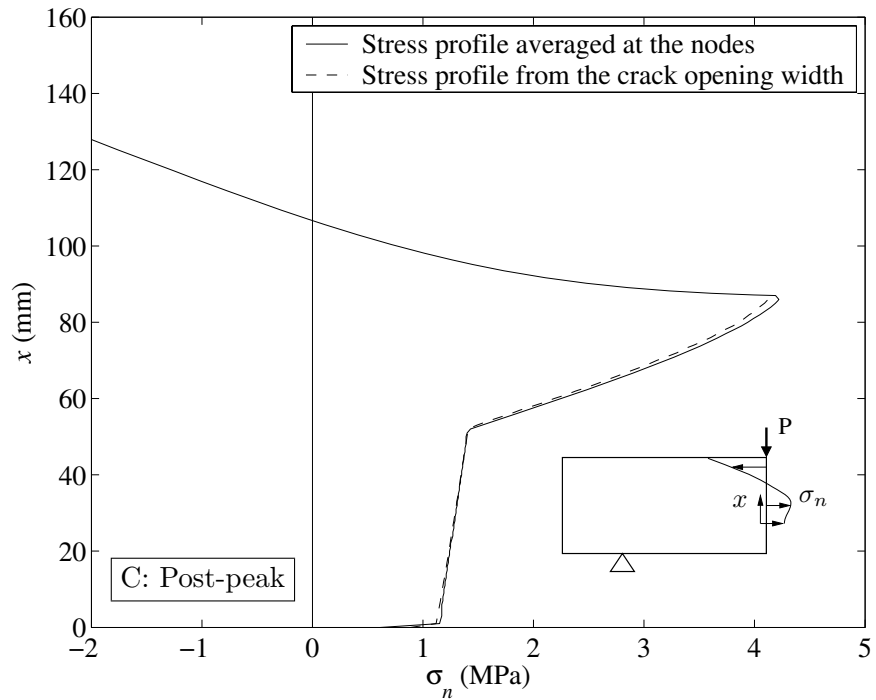 160
Stress profile averaged at the nodes
Stress profile from the crack opening width
140
120
100
x (mm)
80
60
P
40
x
σn
20
C: Post-peak
0
−2 −1 0 1 2 3 4 5
σn (MPa)